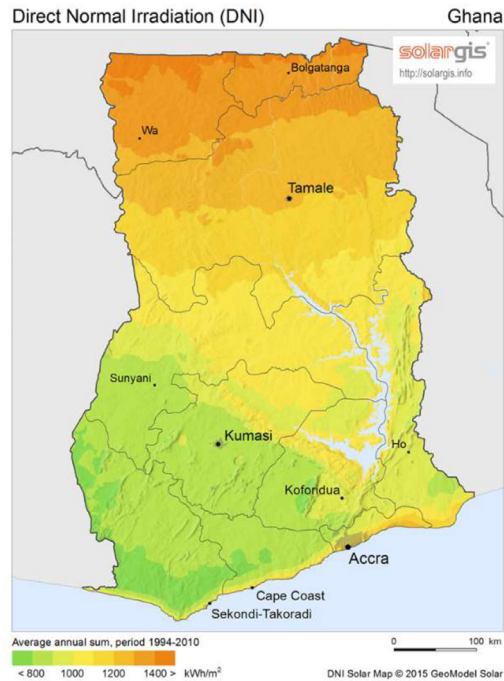 Direct Normal Irradiation (DNI)
Ghana
solargis
http://solargis.info
Bolgatanga
Wa
Tamale
Sunyani
Kumasi
Ho
Koforidua
Accra
Cape Coast
Sekondi-Takoradi
Average annual sum, period 1994-2010
0 100 km
< 800 1000 1200 1400 > kWh/m²
DNI Solar Map © 2015 GeoModel Solar